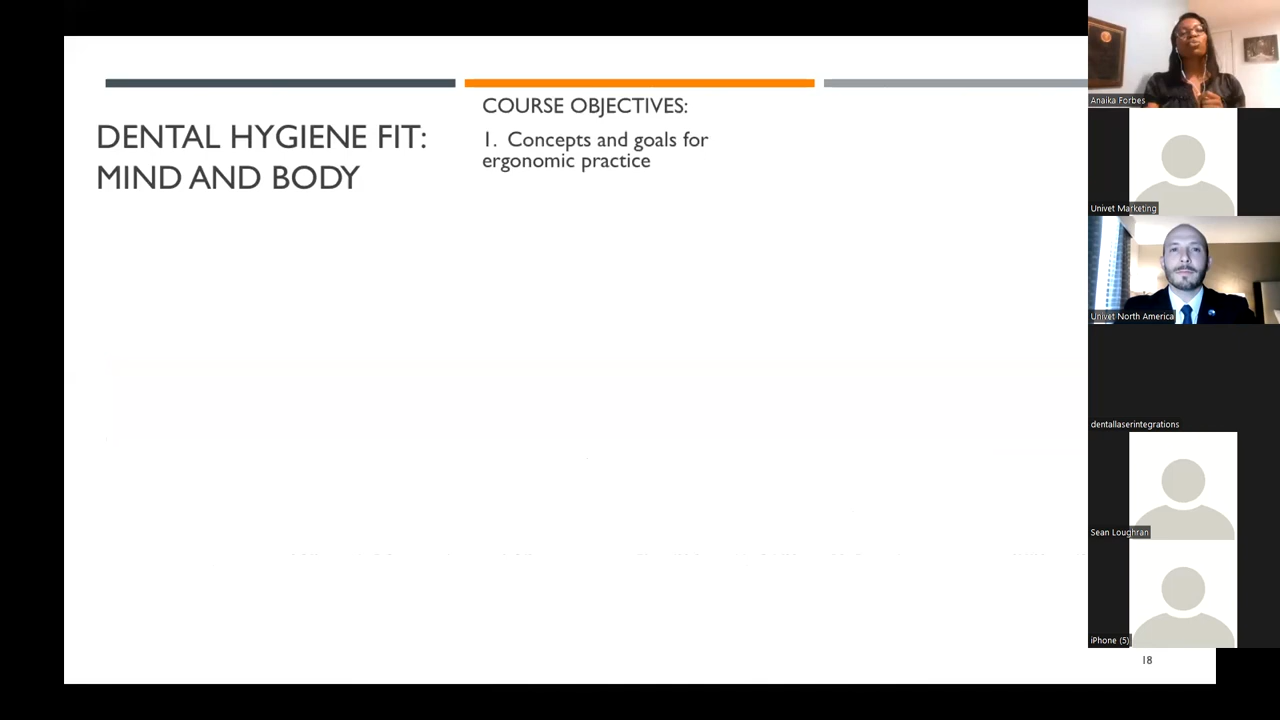 DENTAL HYGIENE FIT:
MIND AND BODY
COURSE OBJECTIVES:
1. Concepts and goals for
ergonomic practice
18
Anaika Forbes
Univet Marketing
Univet North America
dentallaserintegrations
Sean Loughran
iPhone (5)